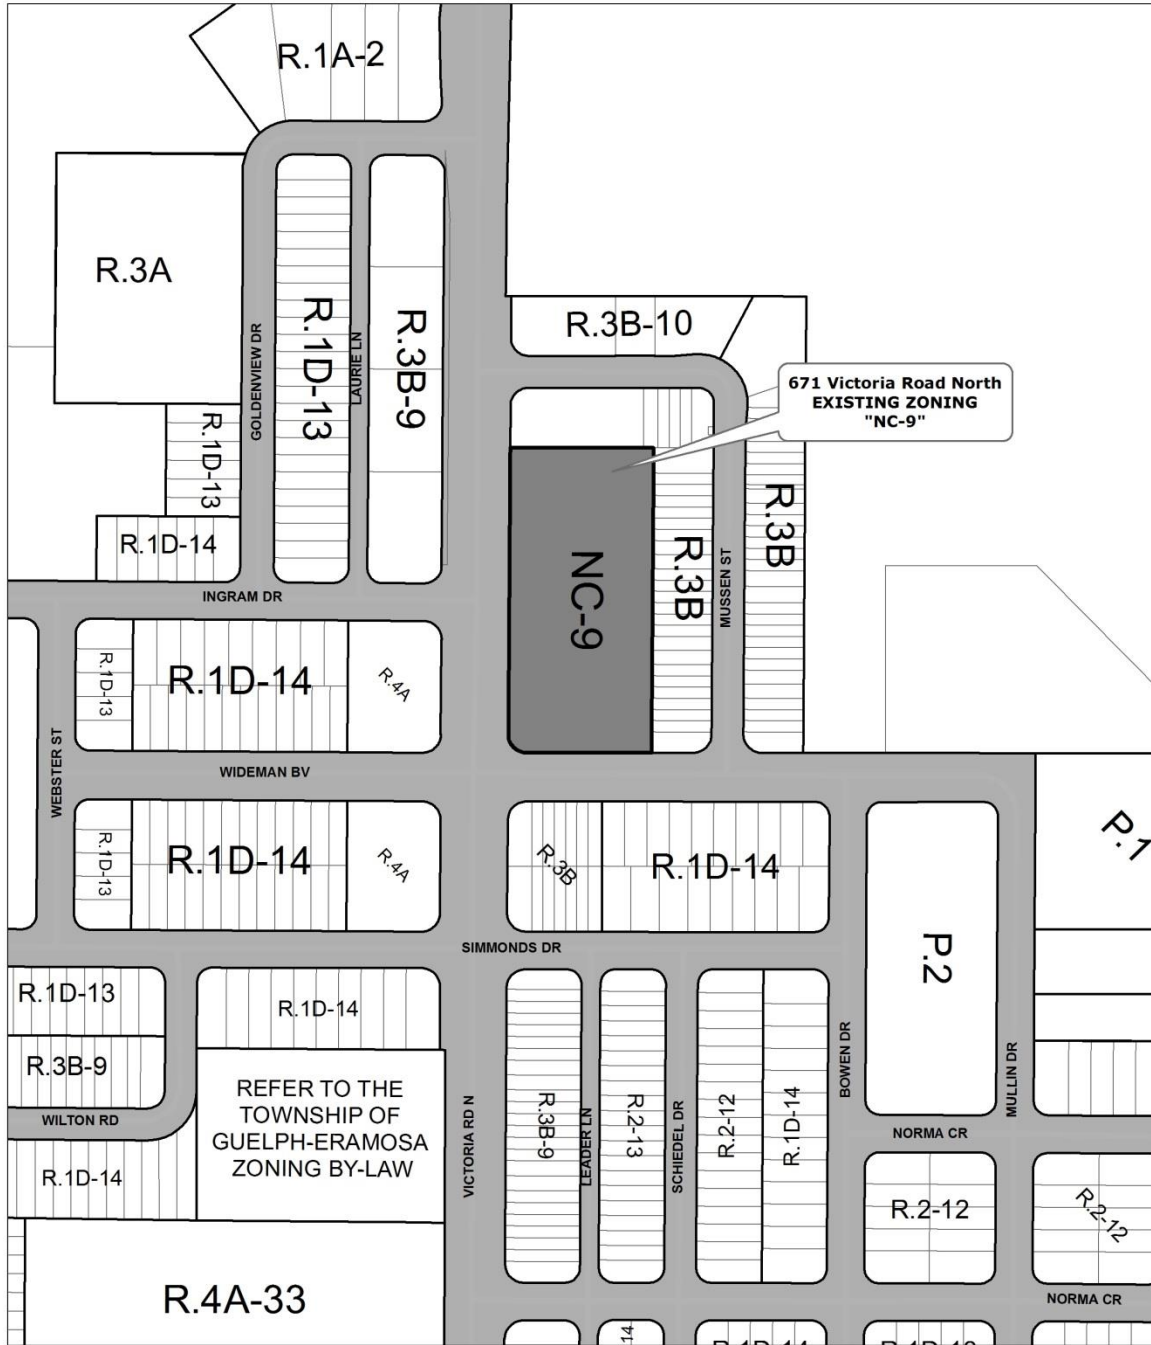 R.1A-2
R.3A
GOLDENVIEW DR
R.1D-13
LAURIE LN
R.3B-9
R.3B-10
671 Victoria Road North
EXISTING ZONING
"NC-9"
R.1D-13
R.1D-14
NC-9
R.3B
MUSSEN ST
R.3B
INGRAM DR
WEBSTER ST
R.1D-13
R.1D-14
R.4A
WIDEMAN BV
R.1D-13
R.1D-14
R.4A
R.3B
R.1D-14
P.1
P.2
SIMMONDS DR
R.1D-13
R.1D-14
R.3B-9
WILTON RD
R.1D-14
REFER TO THE
TOWNSHIP OF
GUELPH-ERAMOSA
ZONING BY-LAW
VICTORIA RD N
R.3B-9
LEADER LN
R.2-13
SCHIEDEL DR
R.2-12
R.1D-14
BOWEN DR
MULLIN DR
NORMA CR
R.2-12
R.2-12
R.4A-33
NORMA CR